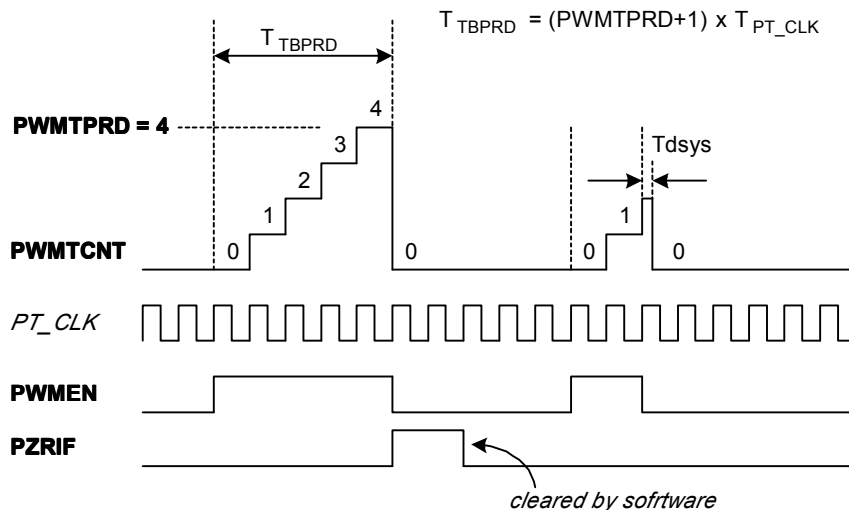 T TBPRD = (PWMTPRD+1) x T PT_CLK
T TBPRD
PWMTPRD = 4
4
3
2
1
0
0
Tdsys
1
0
0
PWMTCNT
PT_CLK
PWMEN
PZRIF
cleared by sofrtware